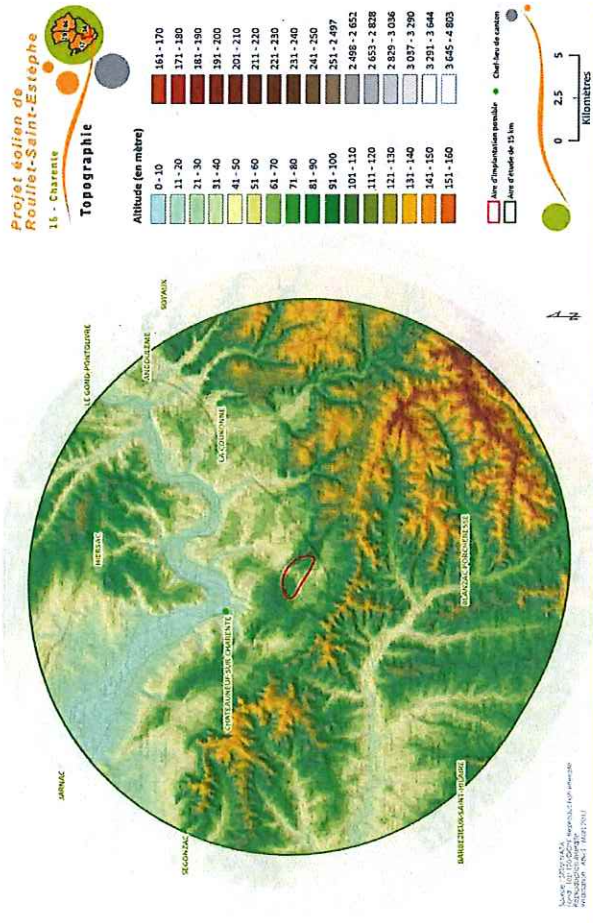 Projet éolien de
Roullet-Saint-Estèphe
16 - Charente
Topographie
Altitude (en mètre)
0 - 10
11 - 20
21 - 30
31 - 40
41 - 50
51 - 60
61 - 70
71 - 80
81 - 90
91 - 100
101 - 110
111 - 120
121 - 130
131 - 140
141 - 150
151 - 160
161 - 170
171 - 180
181 - 190
191 - 200
201 - 210
211 - 220
221 - 230
231 - 240
241 - 250
251 - 2 497
2 498 - 2 652
2 653 - 2 828
2 829 - 3 036
3 037 - 3 290
3 291 - 3 644
3 645 - 4 803
Aire d'implantation possible
Chef-lieu de canton
Aire d'étude de 15 km
0 2.5 5
Kilomètres
N
LE GOND-PONTOUVRE
SOYAUX
ANGOULÊME
LA COURONNE
HIERSAC
JARNAC
CHATEAUNEUF-SUR-CHARENTE
SEGONZAC
BLANZAC-PORCHERESSE
BARBEZIEUX-SAINT-HILAIRE